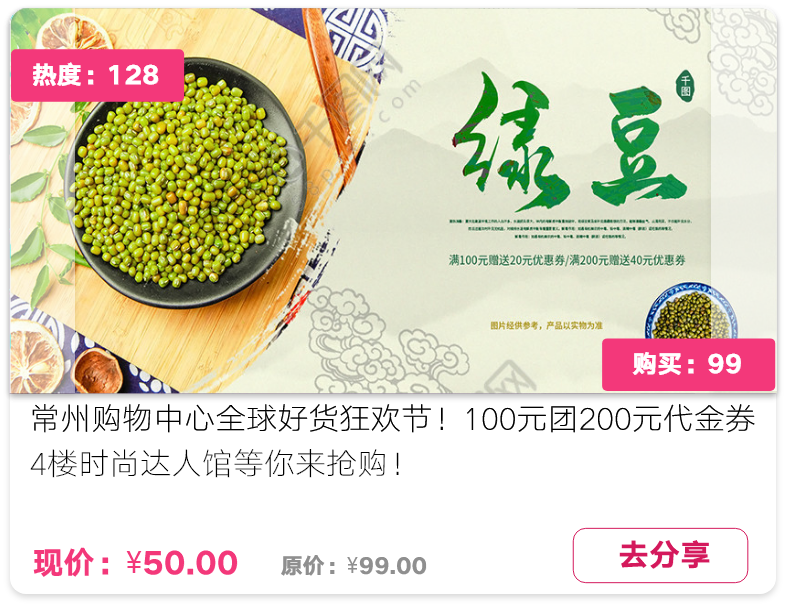 热度：128
绿豆
千图
满100元赠送20元优惠券/满200元赠送40元优惠券
图片经供参考，产品以实物为准
购买：99
常州购物中心全球好货狂欢节！100元团200元代金券
4楼时尚达人馆等你来抢购！
现价：¥50.00
原价：¥99.00
去分享